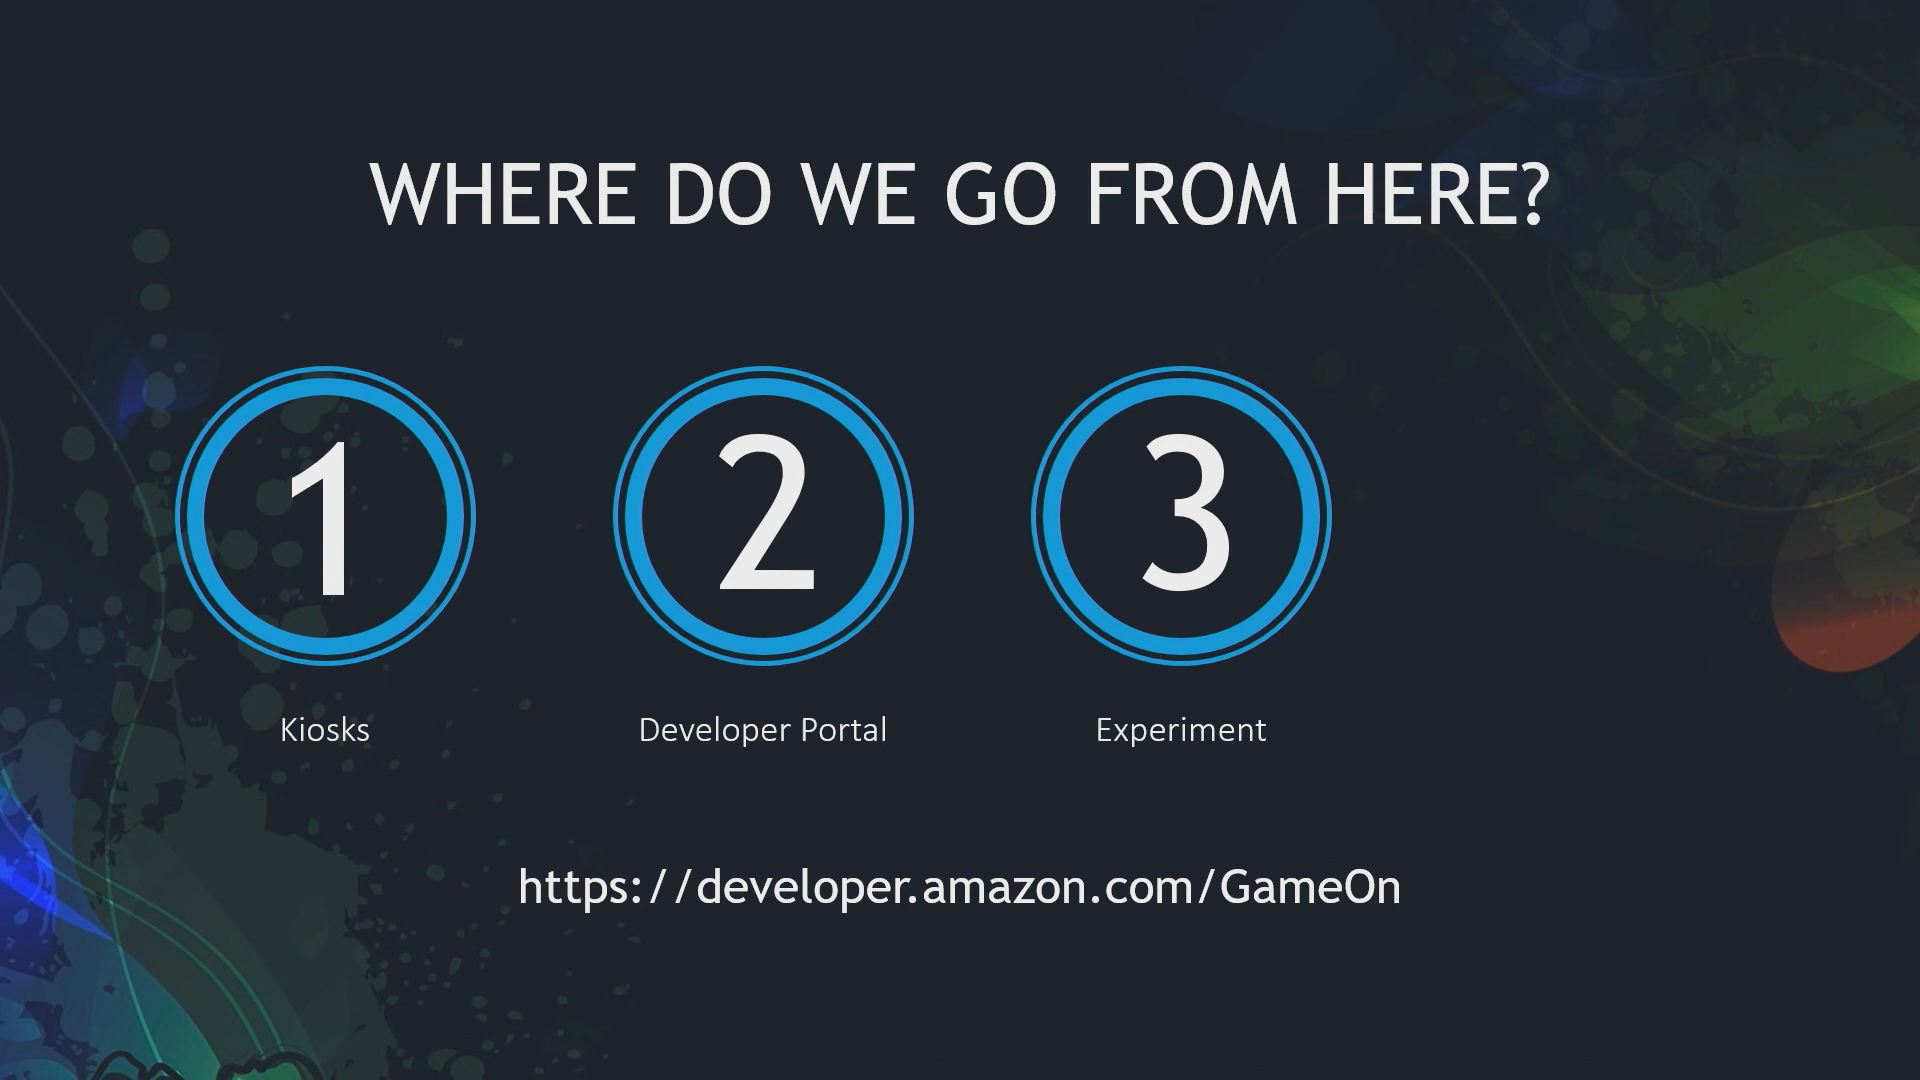 WHERE DO WE GO FROM HERE?
1 2 3
Kiosks Developer Portal Experiment
https://developer.amazon.com/GameOn